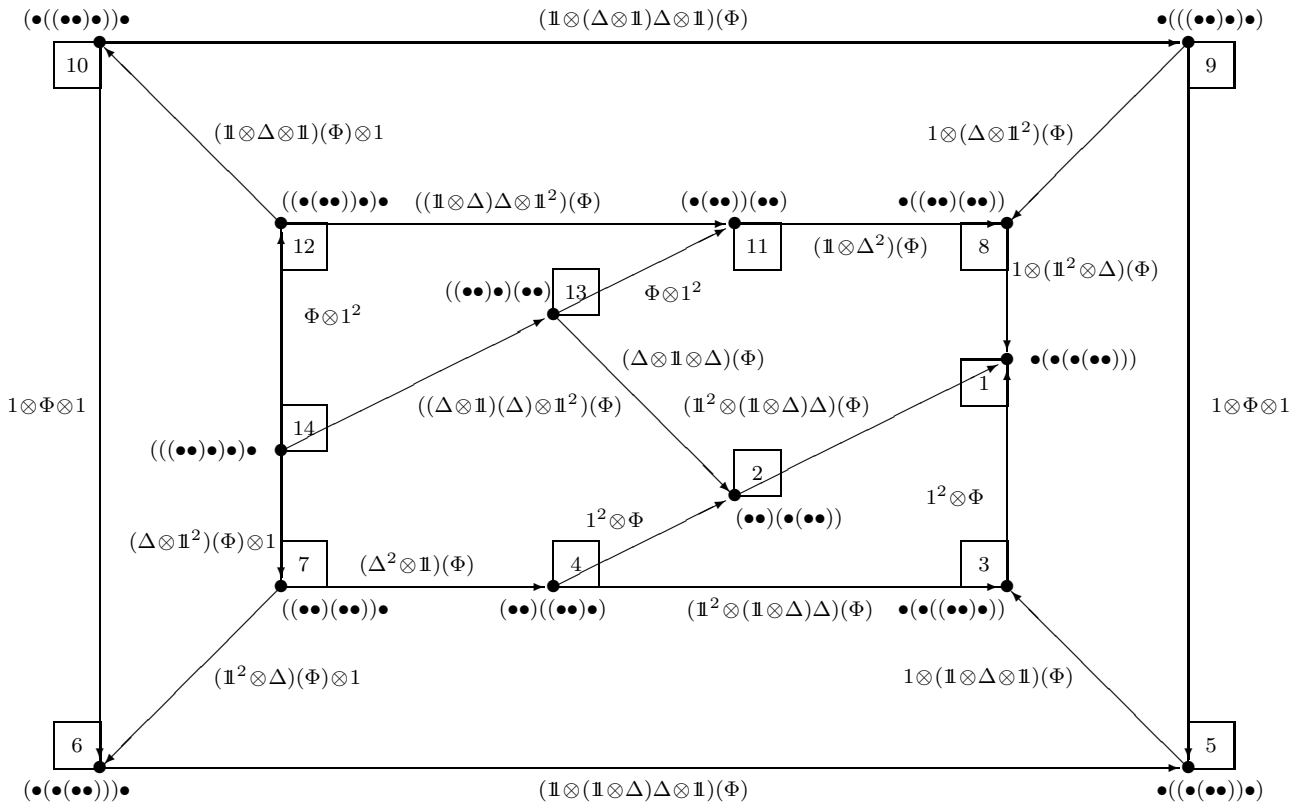 (•((••)•))• (𝟙⊗(Δ⊗𝟙)Δ⊗𝟙)(Φ) •(((••)•)•)
10 9
(𝟙⊗Δ⊗𝟙)(Φ)⊗1 1⊗(Δ⊗𝟙²)(Φ)
((•(••))•)• ((𝟙⊗Δ)Δ⊗𝟙²)(Φ) (•(••))(••) •((••)(••))
12 11 (𝟙⊗Δ²)(Φ) 8
1⊗(𝟙²⊗Δ)(Φ)
((••)•)(••) 13 Φ⊗1²
Φ⊗1²
(Δ⊗𝟙⊗Δ)(Φ) •(•(•(••)))
1
1⊗Φ⊗1 ((Δ⊗𝟙)(Δ)⊗𝟙²)(Φ) (𝟙²⊗(𝟙⊗Δ)Δ)(Φ) 1⊗Φ⊗1
14
(((••)•)•)•
2
1²⊗Φ
1²⊗Φ (••)(•(••))
(Δ⊗𝟙²)(Φ)⊗1
7 (Δ²⊗𝟙)(Φ) 4 3
((••)(••))• (••)((••)•) (𝟙²⊗(𝟙⊗Δ)Δ)(Φ) •(•((••)•))
(𝟙²⊗Δ)(Φ)⊗1 1⊗(𝟙⊗Δ⊗𝟙)(Φ)
6 5
(•(•(••)))• (𝟙⊗(𝟙⊗Δ)Δ⊗𝟙)(Φ) •((•(••))•)